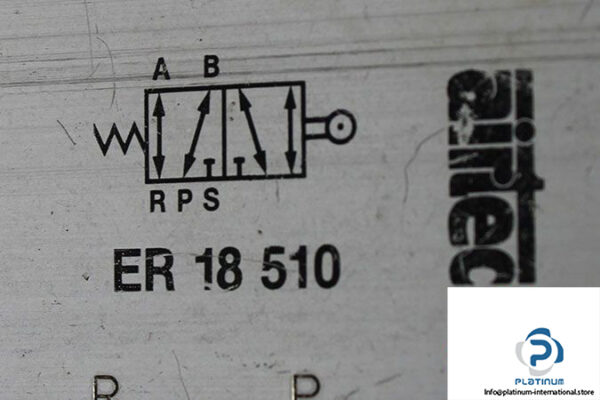 A B
R P S
ER 18 510
airtec
R P
PLATINUM
Info@platinum-international.store